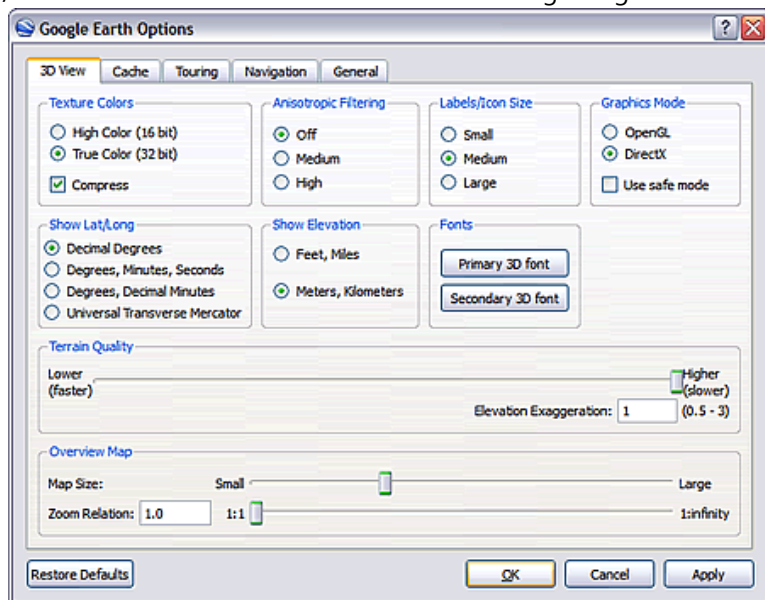 Google Earth Options
3D View Cache Touring Navigation General
Texture Colors
High Color (16 bit)
True Color (32 bit)
Compress
Anisotropic Filtering
Off
Medium
High
Labels/Icon Size
Small
Medium
Large
Graphics Mode
OpenGL
DirectX
Use safe mode
Show Lat/Long
Decimal Degrees
Degrees, Minutes, Seconds
Degrees, Decimal Minutes
Universal Transverse Mercator
Show Elevation
Feet, Miles
Meters, Kilometers
Fonts
Primary 3D font
Secondary 3D font
Terrain Quality
Lower
(faster)
Higher
(slower)
Elevation Exaggeration: 1 (0.5 - 3)
Overview Map
Map Size: Small Large
Zoom Relation: 1.0 1:1 1:infinity
Restore Defaults OK Cancel Apply